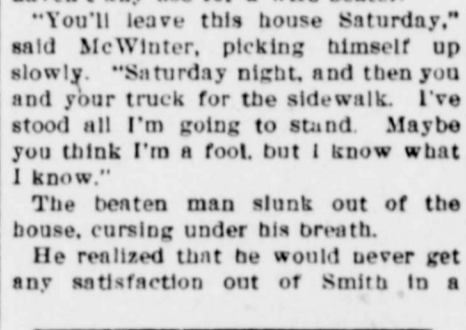 "You'll leave this house Saturday,"
said McWinter, picking himself up
slowly. "Saturday night, and then you
and your truck for the sidewalk. I've
stood all I'm going to stand. Maybe
you think I'm a fool, but I know what
I know."
The beaten man slunk out of the
house, cursing under his breath.
He realized that he would never get
any satisfaction out of Smith in a